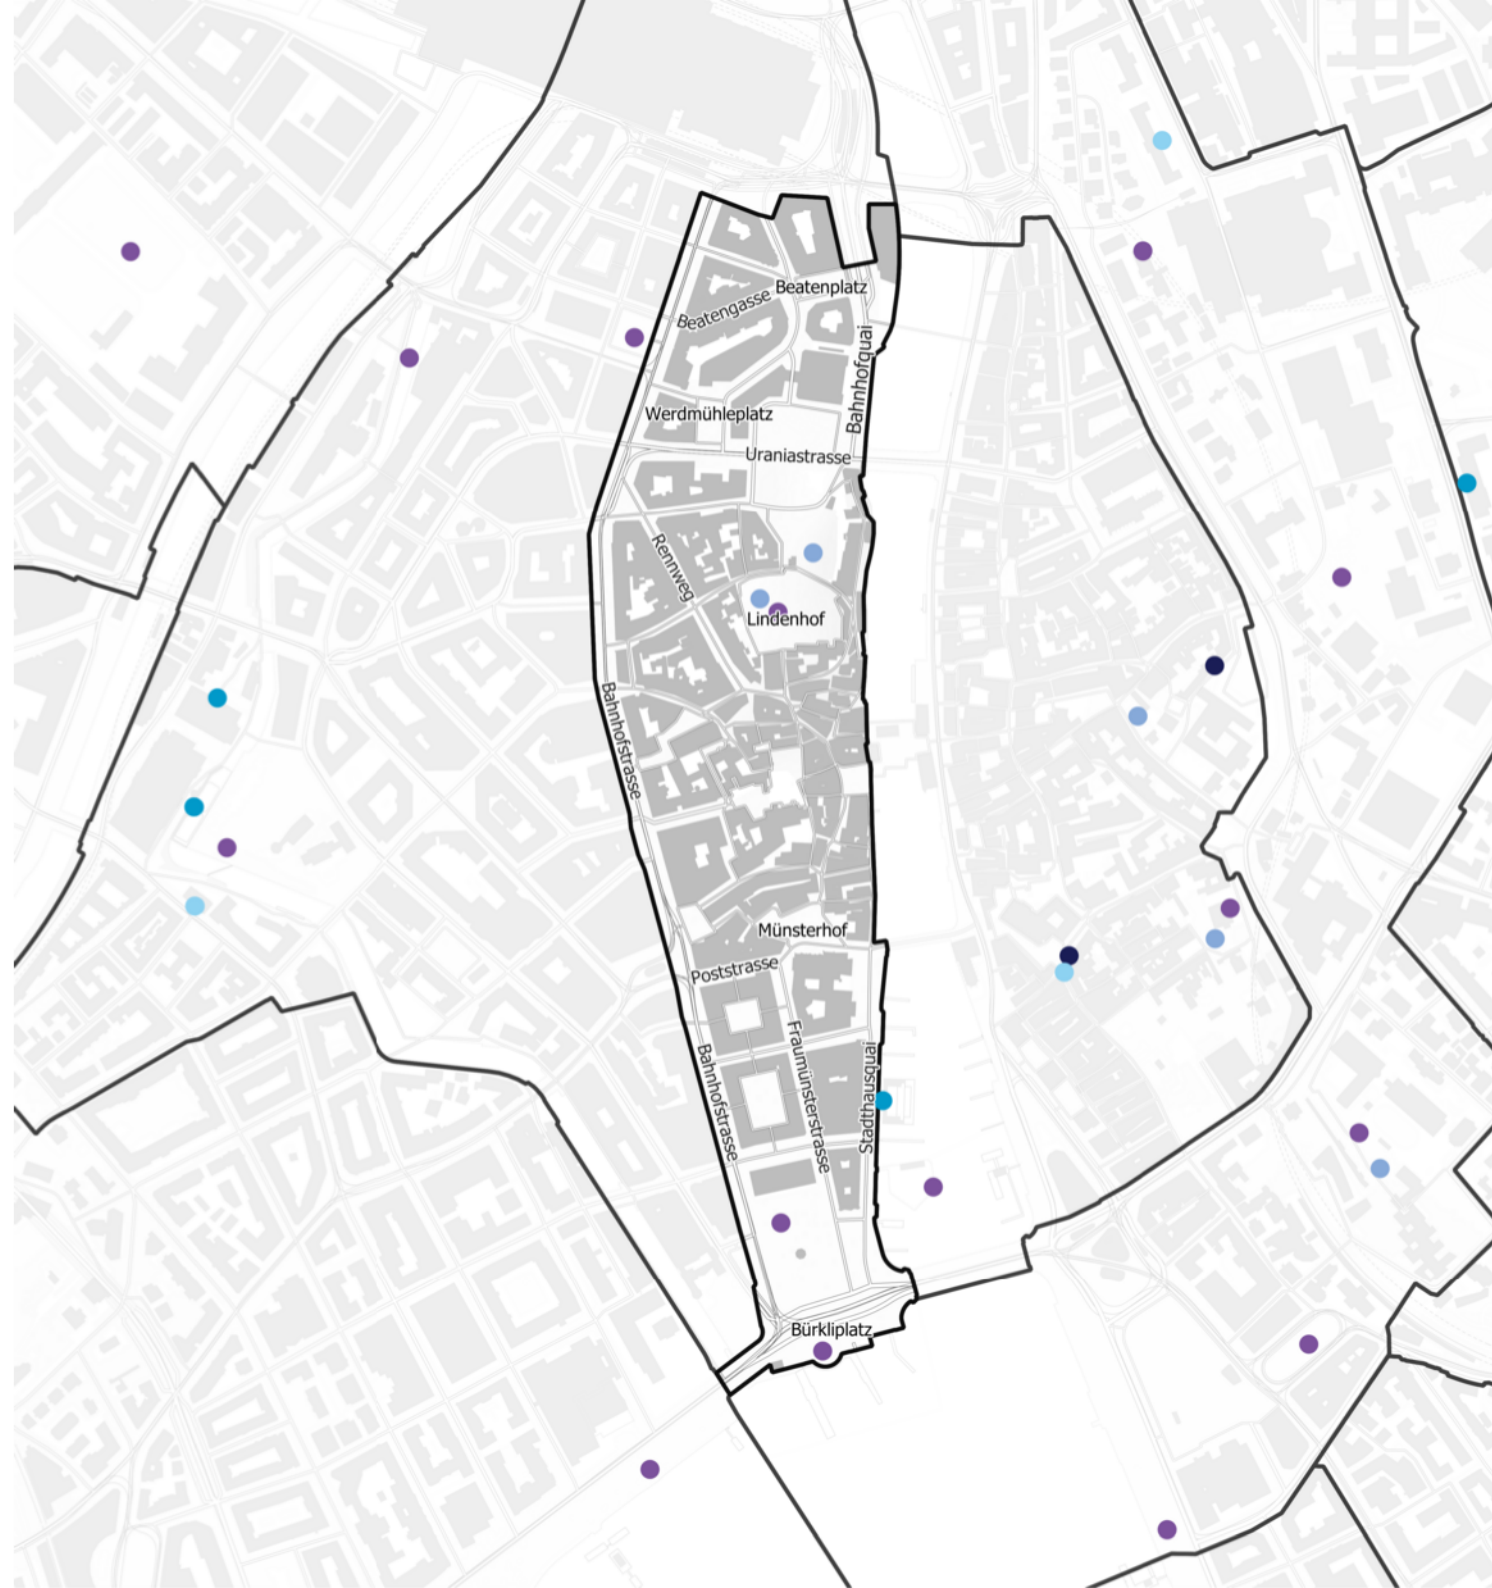 Beatenplatz
Beatengasse
Bahnhofquai
Werdmühleplatz
Uraniastrasse
Rennweg
Lindenhof
Bahnhofstrasse
Münsterhof
Poststrasse
Fraumünsterstrasse
Bahnhofstrasse
Stadthausquai
Bürkliplatz